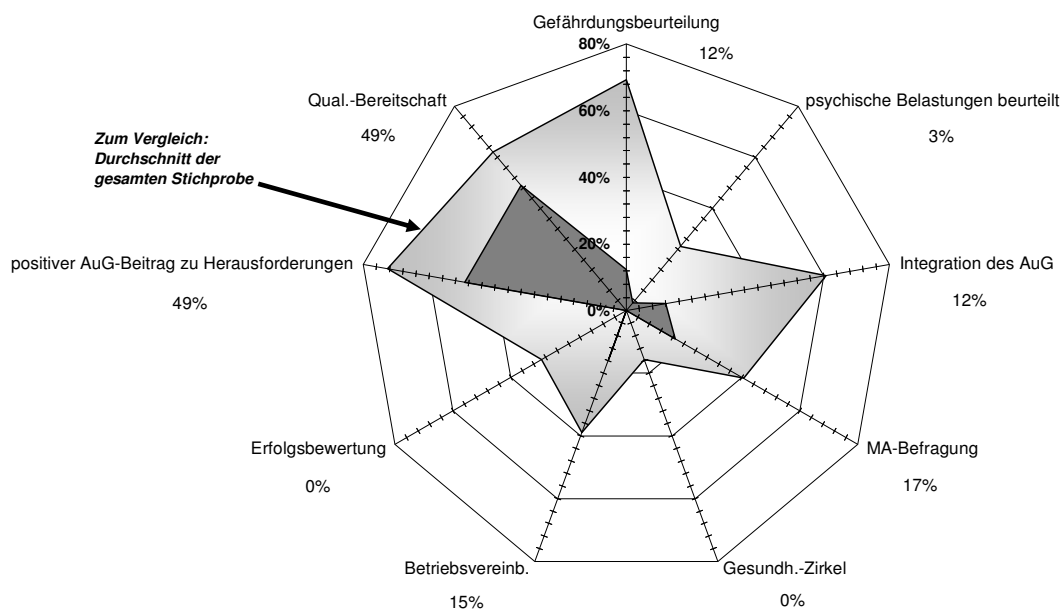 Gefährdungsbeurteilung
12%
80%
60%
40%
20%
0%
psychische Belastungen beurteilt
3%
Integration des AuG
12%
MA-Befragung
17%
Gesundh.-Zirkel
0%
Betriebsvereinb.
15%
Erfolgsbewertung
0%
positiver AuG-Beitrag zu Herausforderungen
49%
Qual.-Bereitschaft
49%
Zum Vergleich:
Durchschnitt der
gesamten Stichprobe